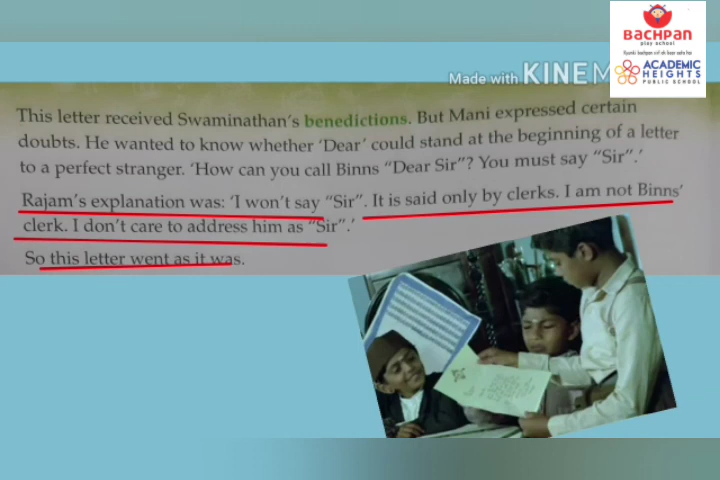 BACHPAN
play school
ACADEMIC
HEIGHTS
PUBLIC SCHOOL
Made with KINEM
This letter received Swaminathan's benedictions. But Mani expressed certain
doubts. He wanted to know whether 'Dear' could stand at the beginning of a letter
to a perfect stranger. 'How can you call Binns "Dear Sir"? You must say "Sir".'
Rajam's explanation was: 'I won't say "Sir". It is said only by clerks. I am not Binns'
clerk. I don't care to address him as "Sir".'
So this letter went as it was.